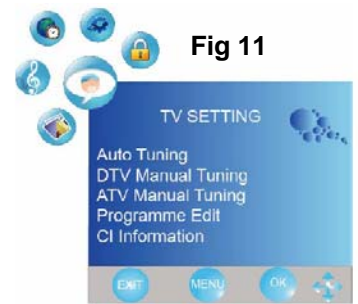 Fig 11
TV SETTING
Auto Tuning
DTV Manual Tuning
ATV Manual Tuning
Programme Edit
CI Information
EXIT
MENU
OK